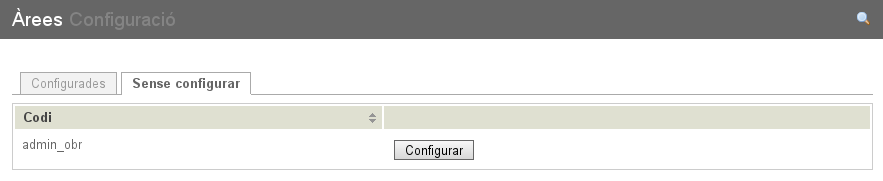 Àrees Configuració
Configurades Sense configurar
Codi
admin_obr Configurar